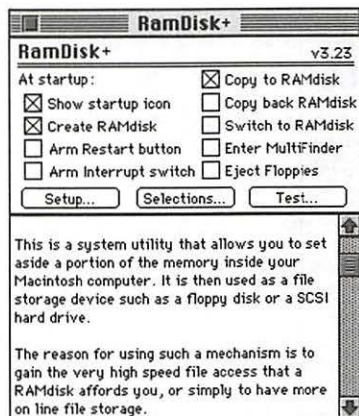 RamDisk+
RamDisk+ v3.23
At startup: Copy to RAMdisk
Show startup icon Copy back RAMdisk
Create RAMdisk Switch to RAMdisk
Arm Restart button Enter MultiFinder
Arm Interrupt switch Eject Floppies
Setup... Selections... Test...
This is a system utility that allows you to set
aside a portion of the memory inside your
Macintosh computer. It is then used as a file
storage device such as a floppy disk or a SCSI
hard drive.
The reason for using such a mechanism is to
gain the very high speed file access that a
RAMdisk affords you, or simply to have more
on line file storage.